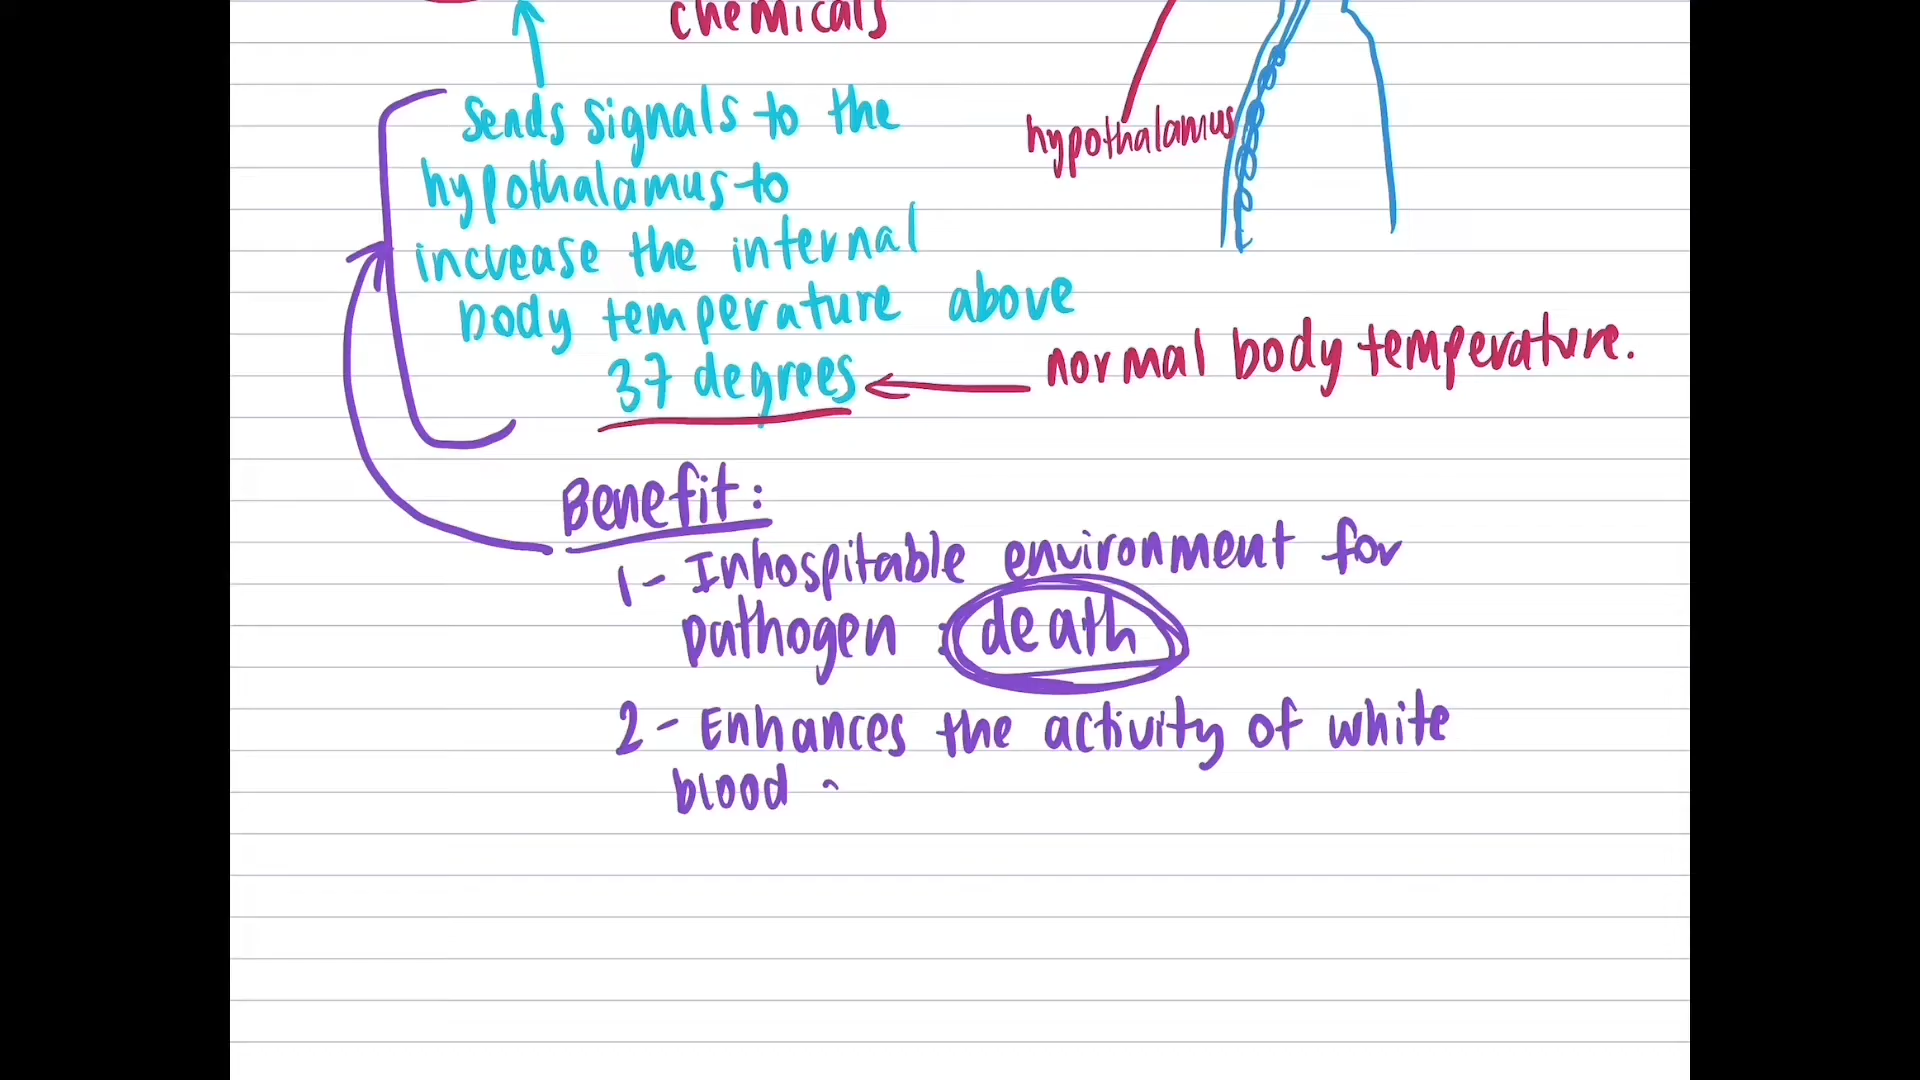 chemicals
sends signals to the
hypothalamus to
increase the internal
body temperature above
37 degrees
normal body temperature.
hypothalamus
Benefit:
1- Inhospitable environment for
pathogen : death
2- Enhances the activity of white
blood